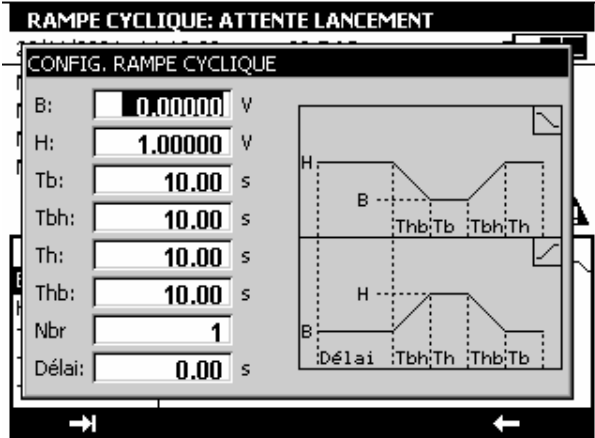 RAMPE CYCLIQUE: ATTENTE LANCEMENT
CONFIG. RAMPE CYCLIQUE
B: 0.00000 V
H: 1.00000 V
Tb: 10.00 s
Tbh: 10.00 s
Th: 10.00 s
Thb: 10.00 s
Nbr 1
Délai: 0.00 s
H
B
Thb Tb Tbh Th
H
B
Délai Tbh Th Thb Tb